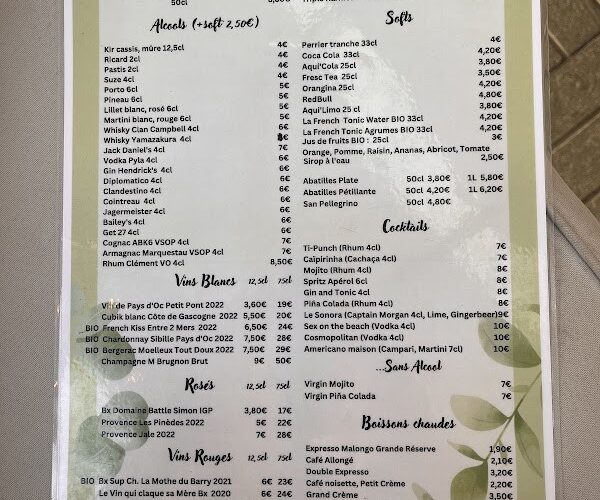 50cl
Alcools (+soft 2,50€)
Kir cassis, mûre 12,5cl 4€
Ricard 2cl 4€
Pastis 2cl 4€
Suze 4cl 4€
Porto 6cl 5€
Pineau 6cl 5€
Lillet blanc, rosé 6cl 5€
Martini blanc, rouge 6cl 5€
Whisky Clan Campbell 4cl 6€
Whisky Yamazakura 4cl
Jack Daniel's 4cl 7€
Vodka Pyla 4cl 6€
Gin Hendrick's 4cl 6€
Diplomatico 4cl 6€
Clandestino 4cl 6€
Cointreau 4cl 6€
Jagermeister 4cl 6€
Bailey's 4cl 6€
Get 27 4cl 6€
Cognac ABK6 VSOP 4cl 7€
Armagnac Marquestau VSOP 4cl 7€
Rhum Clément VO 4cl 8,50€
Vins Blancs 12,5cl 75cl
Vin de Pays d'Oc Petit Pont 2022 3,60€ 19€
Cubik blanc Côte de Gascogne 2022 5,50€ 20€
BIO French Kiss Entre 2 Mers 2022 6,50€ 24€
BIO Chardonnay Sibille Pays d'Oc 2022 7,50€ 28€
BIO Bergerac Moelleux Tout Doux 2022 7,50€ 29€
Champagne M Brugnon Brut 9€ 50€
Rosés 12,5cl 75cl
Bx Domaine Battle Simon IGP 3,80€ 17€
Provence Les Pinèdes 2022 5€ 22€
Provence Jale 2022 7€ 28€
Vins Rouges 12,5cl 75cl
BIO Bx Sup Ch. La Mothe du Barry 2021 6€ 23€
Le Vin qui claque sa Mère Bx 2020 6€ 24€
Softs
Perrier tranche 33cl 4€
Coca Cola 33cl 4,20€
Aqui'Cola 25cl 3,80€
Fresc Tea 25cl 3,50€
Orangina 25cl 4,20€
RedBull 4,80€
Aqui'Limo 25 cl 3,80€
La French Tonic Water BIO 33cl 4,20€
La French Tonic Agrumes BIO 33cl 4,20€
Jus de fruits BIO : 25cl 3€
Orange, Pomme, Raisin, Ananas, Abricot, Tomate
Sirop à l'eau 2,50€
Abatilles Plate 50cl 3,80€ 1L 5,80€
Abatilles Pétillante 50cl 4,20€ 1L 6,20€
San Pellegrino 50cl 4,80€
Cocktails
Ti-Punch (Rhum 4cl) 7€
Caïpirinha (Cachaça 4cl) 7€
Mojito (Rhum 4cl) 8€
Spritz Apérol 6cl 8€
Gin and Tonic 4cl 8€
Piña Colada (Rhum 4cl) 8€
Le Sonora (Captain Morgan 4cl, Lime, Gingerbeer)9€
Sex on the beach (Vodka 4cl) 10€
Cosmopolitan (Vodka 4cl) 10€
Americano maison (Campari, Martini 7cl) 10€
...Sans Alcool
Virgin Mojito 7€
Virgin Piña Colada 7€
Boissons chaudes
Expresso Malongo Grande Réserve 1,90€
Café Allongé 2,10€
Double Expresso 3,20€
Café noisette, Petit Crème 2,20€
Grand Crème 3,50€